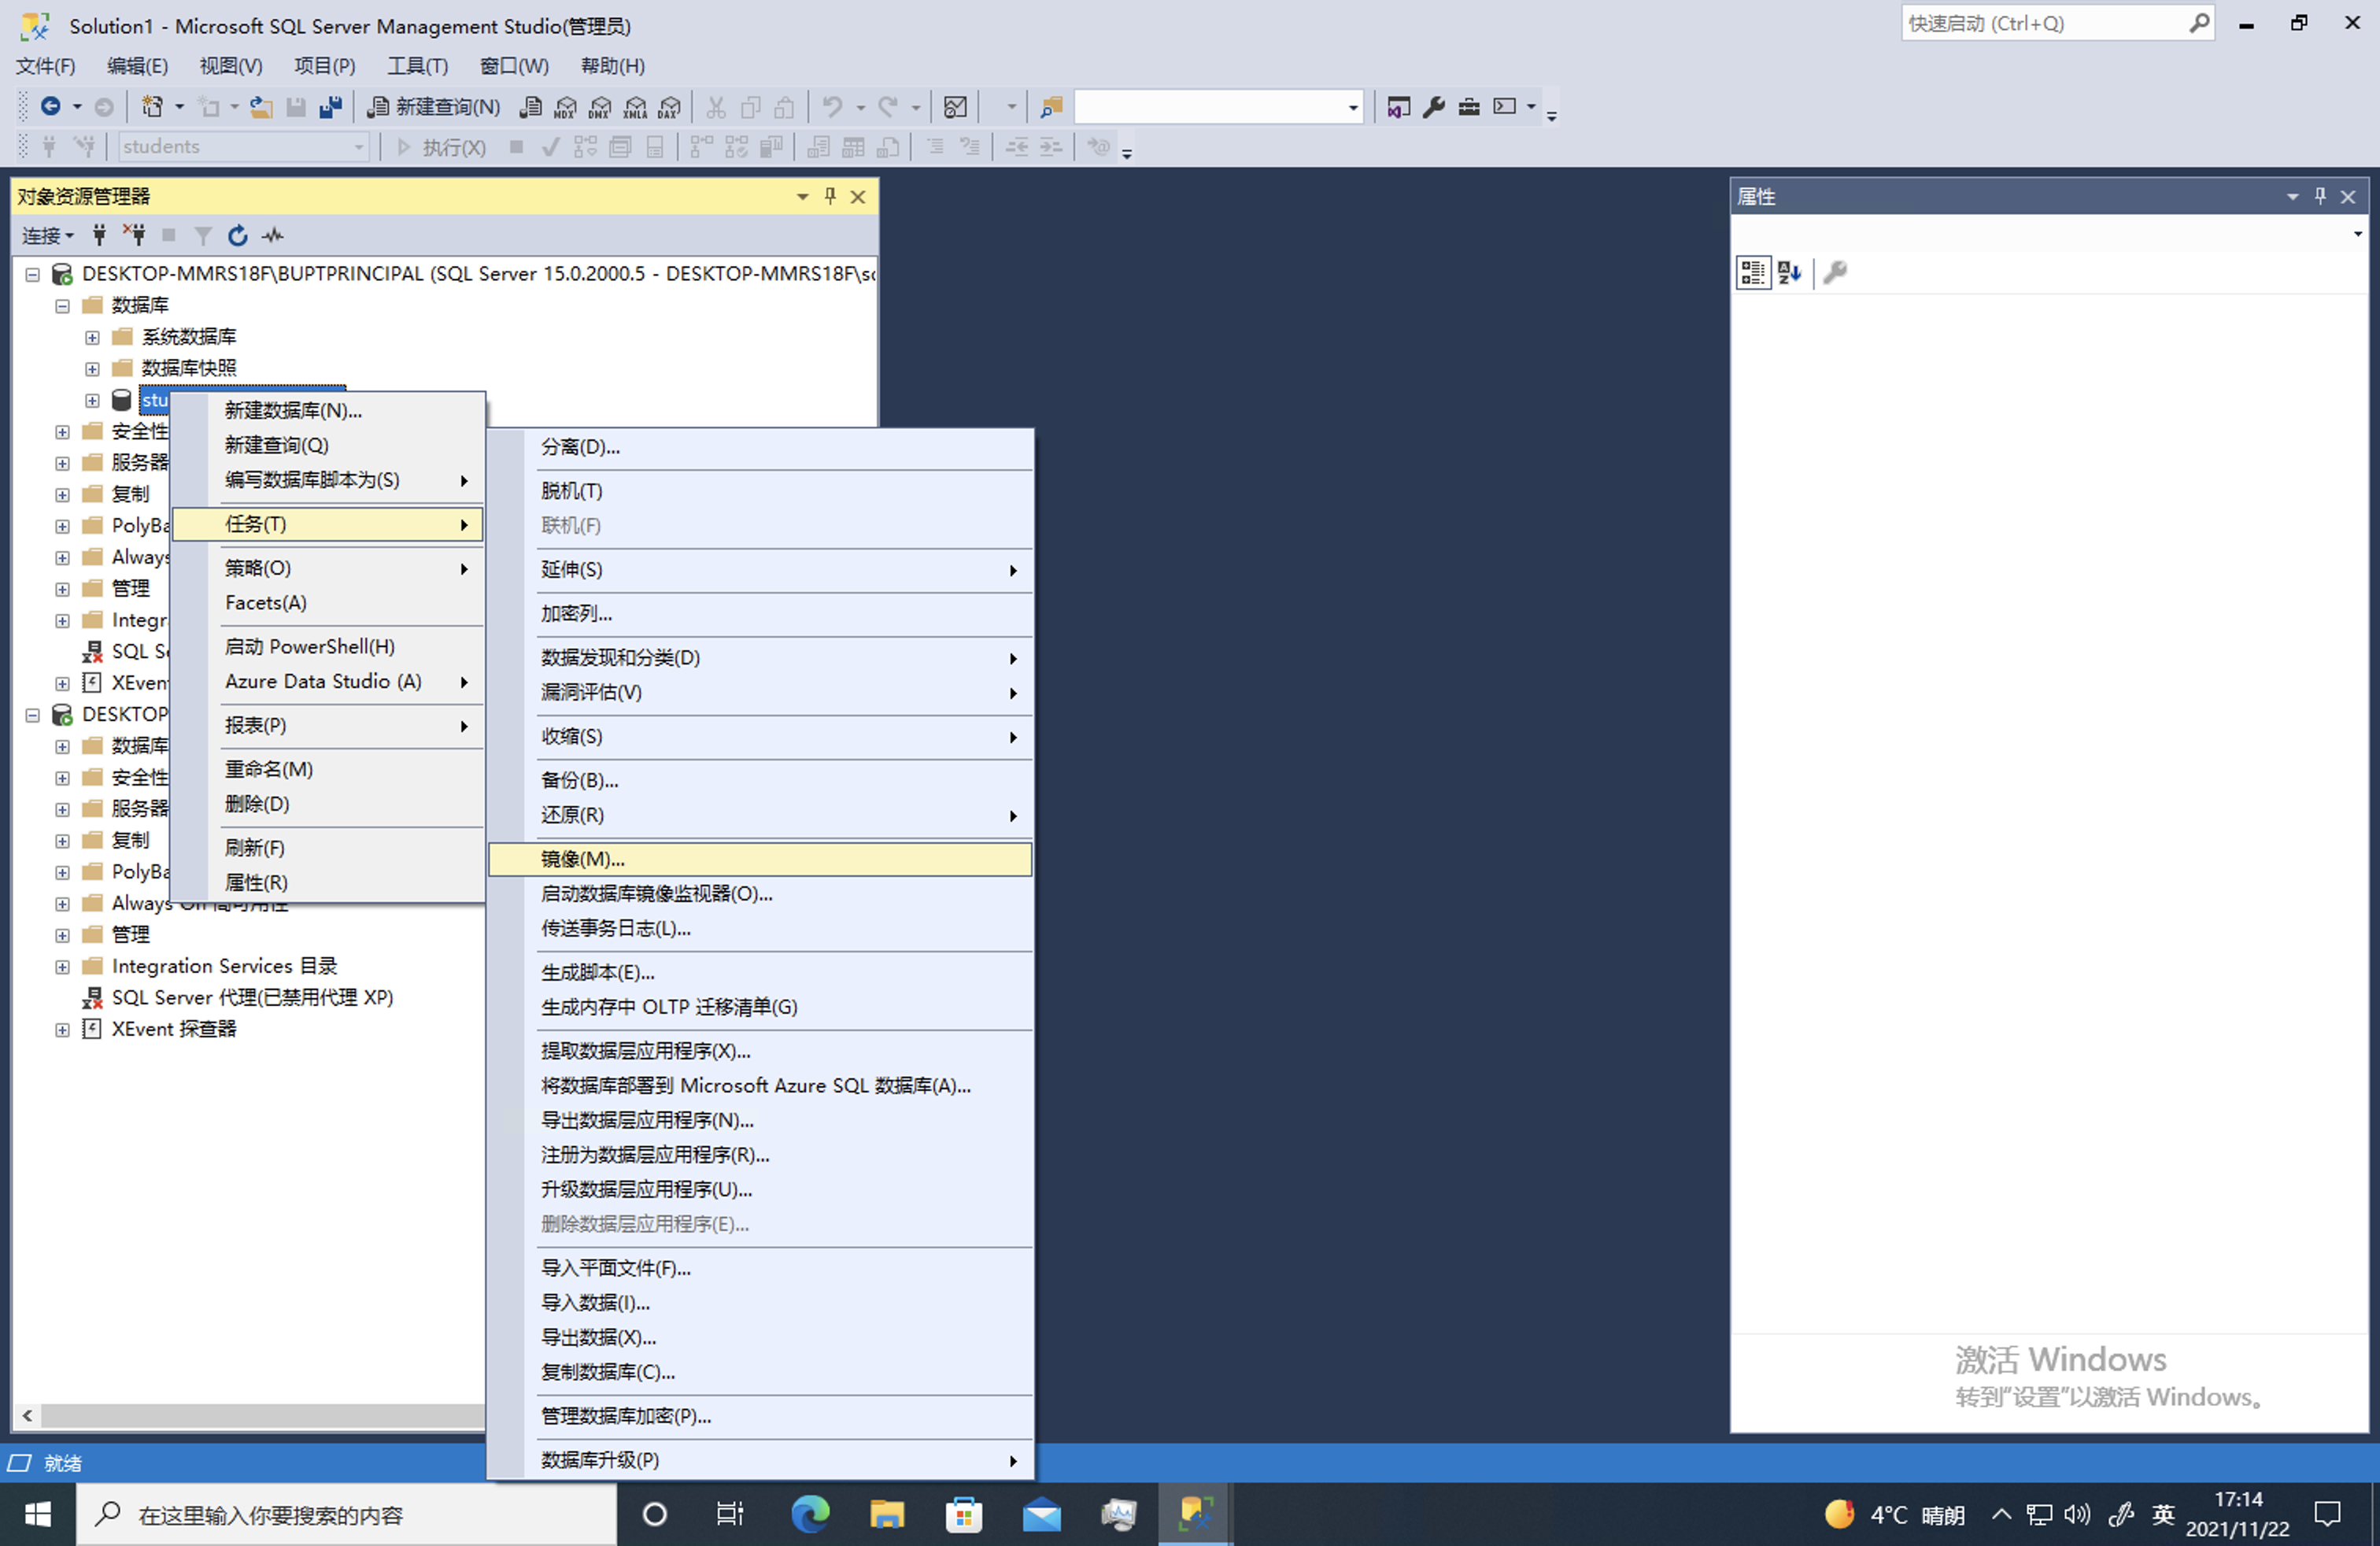 Solution1 - Microsoft SQL Server Management Studio(管理员)
快速启动 (Ctrl+Q)
文件(F) 编辑(E) 视图(V) 项目(P) 工具(T) 窗口(W) 帮助(H)
新建查询(N) MDX DMX XMLA DAX
students 执行(X)
对象资源管理器
连接
DESKTOP-MMRS18F\BUPTPRINCIPAL (SQL Server 15.0.2000.5 - DESKTOP-MMRS18F\sc
数据库
系统数据库
数据库快照
stu
安全性
服务器
复制
PolyBa
Always
管理
Integr
SQL Se
XEven
DESKTOP
数据库
安全性
服务器
复制
PolyBa
Always On 高可用性
管理
Integration Services 目录
SQL Server 代理(已禁用代理 XP)
XEvent 探查器
新建数据库(N)...
新建查询(Q)
编写数据库脚本为(S)
任务(T)
策略(O)
Facets(A)
启动 PowerShell(H)
Azure Data Studio (A)
报表(P)
重命名(M)
删除(D)
刷新(F)
属性(R)
分离(D)...
脱机(T)
联机(F)
延伸(S)
加密列...
数据发现和分类(D)
漏洞评估(V)
收缩(S)
备份(B)...
还原(R)
镜像(M)...
启动数据库镜像监视器(O)...
传送事务日志(L)...
生成脚本(E)...
生成内存中 OLTP 迁移清单(G)
提取数据层应用程序(X)...
将数据库部署到 Microsoft Azure SQL 数据库(A)...
导出数据层应用程序(N)...
注册为数据层应用程序(R)...
升级数据层应用程序(U)...
删除数据层应用程序(E)...
导入平面文件(F)...
导入数据(I)...
导出数据(X)...
复制数据库(C)...
管理数据库加密(P)...
数据库升级(P)
属性
激活 Windows
转到"设置"以激活 Windows。
就绪
在这里输入你要搜索的内容
4°C 晴朗
英
17:14
2021/11/22